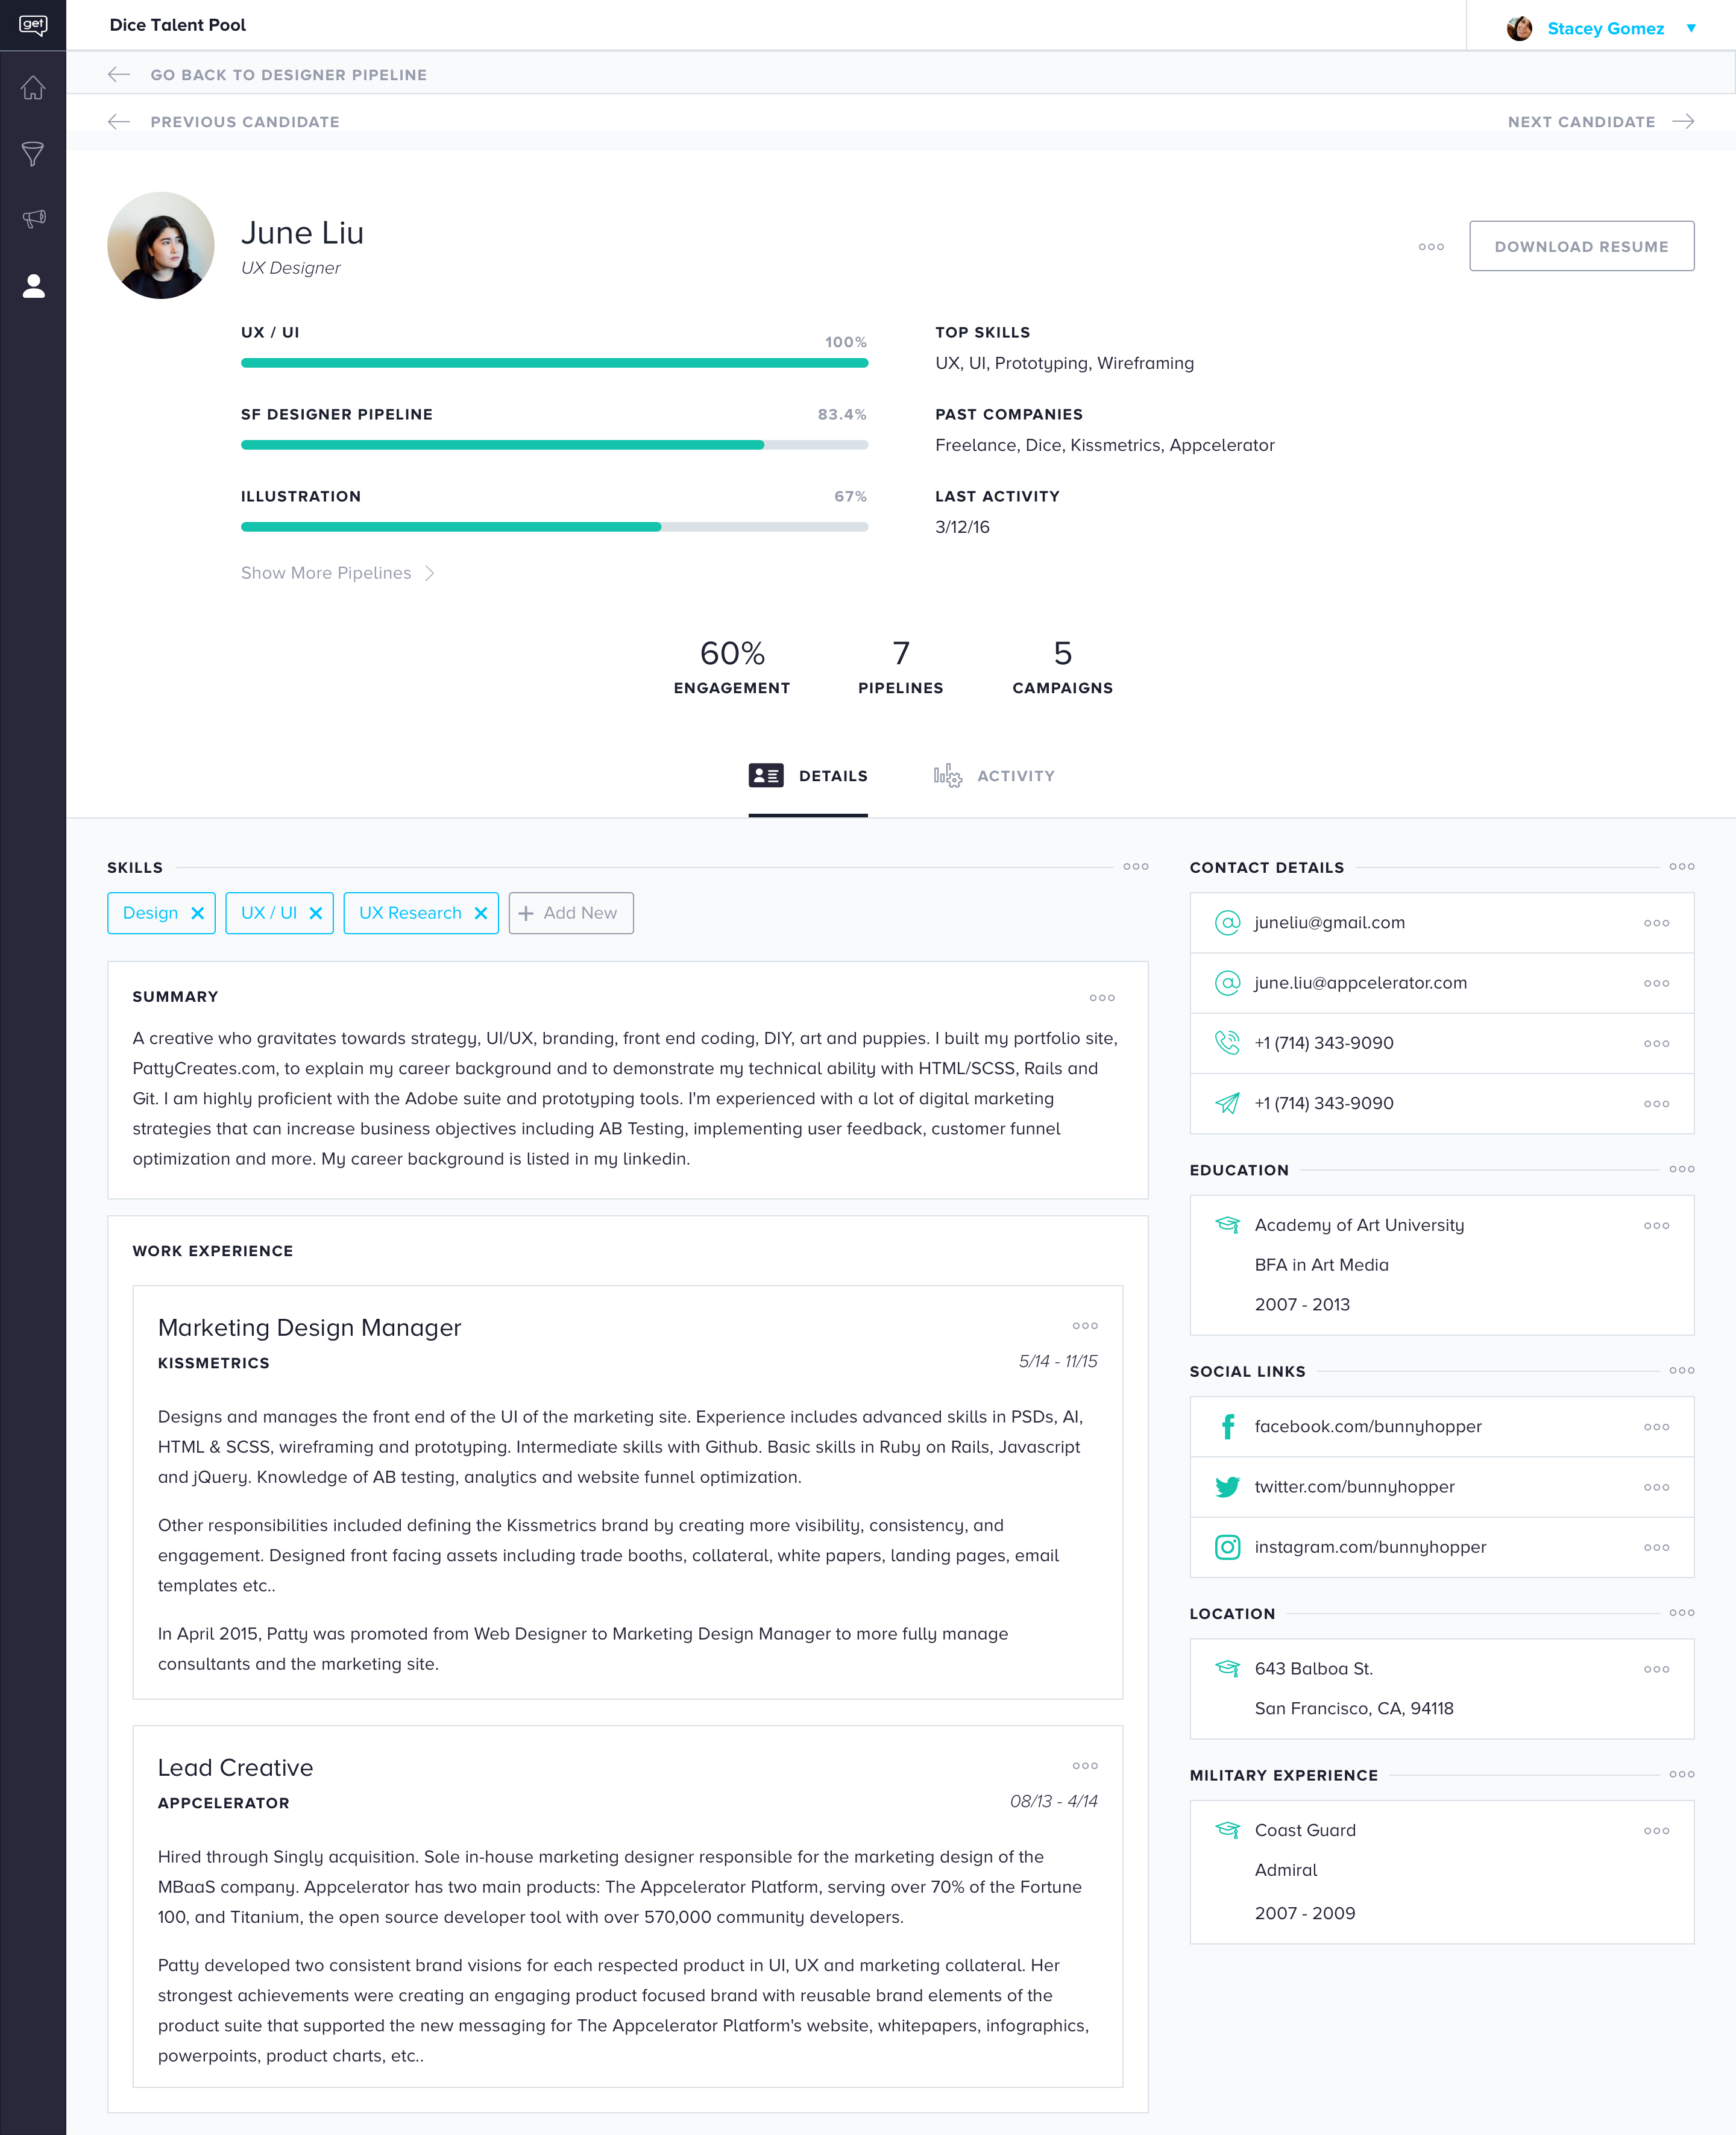 get
Dice Talent Pool
Stacey Gomez
GO BACK TO DESIGNER PIPELINE
PREVIOUS CANDIDATE
NEXT CANDIDATE
June Liu
UX Designer
DOWNLOAD RESUME
UX / UI
100%
SF DESIGNER PIPELINE
83.4%
ILLUSTRATION
67%
Show More Pipelines
TOP SKILLS
UX, UI, Prototyping, Wireframing
PAST COMPANIES
Freelance, Dice, Kissmetrics, Appcelerator
LAST ACTIVITY
3/12/16
60%
ENGAGEMENT
7
PIPELINES
5
CAMPAIGNS
DETAILS
ACTIVITY
SKILLS
Design
UX / UI
UX Research
Add New
SUMMARY
A creative who gravitates towards strategy, UI/UX, branding, front end coding, DIY, art and puppies. I built my portfolio site,
PattyCreates.com, to explain my career background and to demonstrate my technical ability with HTML/SCSS, Rails and
Git. I am highly proficient with the Adobe suite and prototyping tools. I'm experienced with a lot of digital marketing
strategies that can increase business objectives including AB Testing, implementing user feedback, customer funnel
optimization and more. My career background is listed in my linkedin.
WORK EXPERIENCE
Marketing Design Manager
KISSMETRICS
5/14 - 11/15
Designs and manages the front end of the UI of the marketing site. Experience includes advanced skills in PSDs, AI,
HTML & SCSS, wireframing and prototyping. Intermediate skills with Github. Basic skills in Ruby on Rails, Javascript
and jQuery. Knowledge of AB testing, analytics and website funnel optimization.
Other responsibilities included defining the Kissmetrics brand by creating more visibility, consistency, and
engagement. Designed front facing assets including trade booths, collateral, white papers, landing pages, email
templates etc..
In April 2015, Patty was promoted from Web Designer to Marketing Design Manager to more fully manage
consultants and the marketing site.
Lead Creative
APPCELERATOR
08/13 - 4/14
Hired through Singly acquisition. Sole in-house marketing designer responsible for the marketing design of the
MBaaS company. Appcelerator has two main products: The Appcelerator Platform, serving over 70% of the Fortune
100, and Titanium, the open source developer tool with over 570,000 community developers.
Patty developed two consistent brand visions for each respected product in UI, UX and marketing collateral. Her
strongest achievements were creating an engaging product focused brand with reusable brand elements of the
product suite that supported the new messaging for The Appcelerator Platform's website, whitepapers, infographics,
powerpoints, product charts, etc..
CONTACT DETAILS
juneliu@gmail.com
june.liu@appcelerator.com
+1 (714) 343-9090
+1 (714) 343-9090
EDUCATION
Academy of Art University
BFA in Art Media
2007 - 2013
SOCIAL LINKS
facebook.com/bunnyhopper
twitter.com/bunnyhopper
instagram.com/bunnyhopper
LOCATION
643 Balboa St.
San Francisco, CA, 94118
MILITARY EXPERIENCE
Coast Guard
Admiral
2007 - 2009